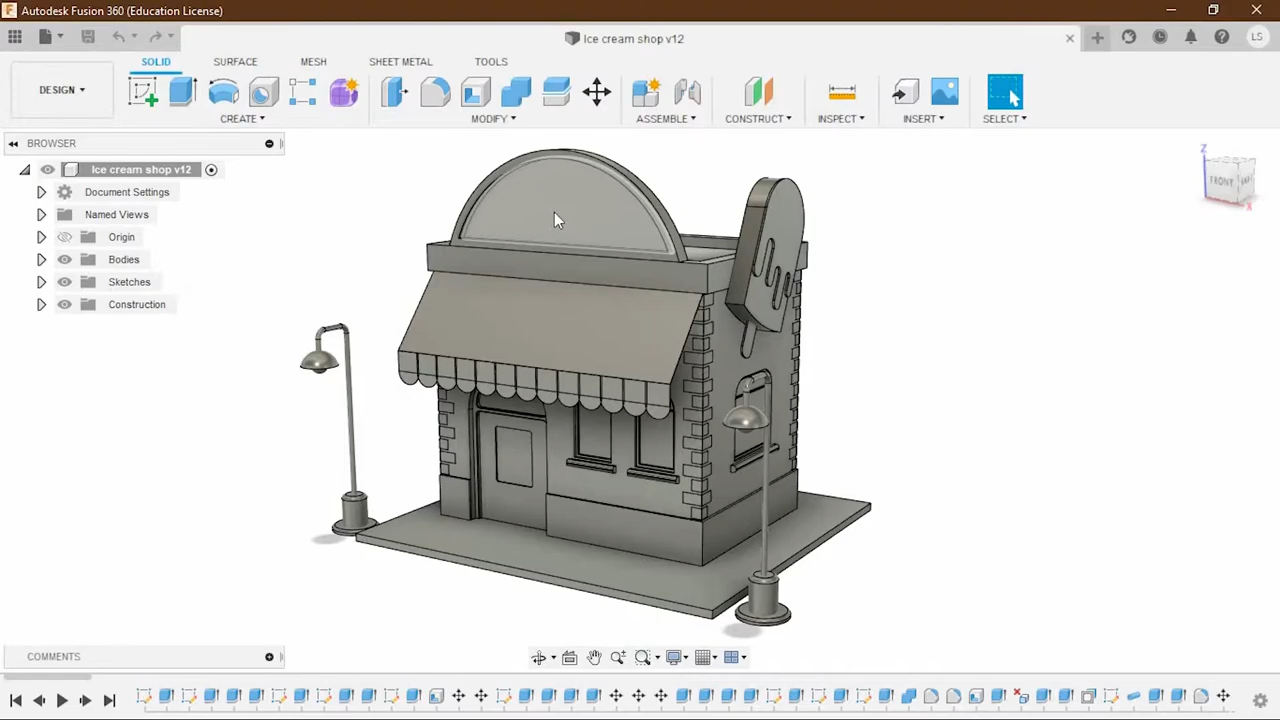 Autodesk Fusion 360 (Education License)
Ice cream shop v12
LS
SOLID
SURFACE
MESH
SHEET METAL
TOOLS
DESIGN
CREATE
MODIFY
ASSEMBLE
CONSTRUCT
INSPECT
INSERT
SELECT
BROWSER
Ice cream shop v12
Document Settings
Named Views
Origin
Bodies
Sketches
Construction
Z
FRONT
X
COMMENTS